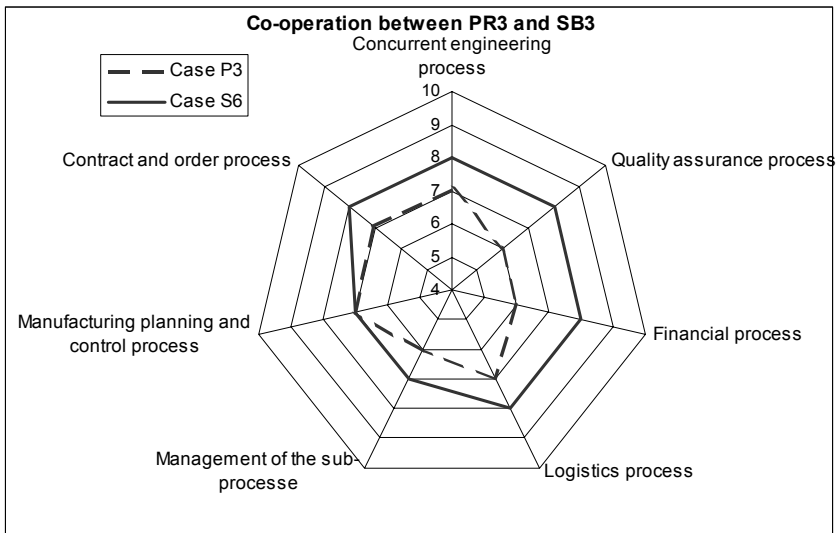 Co-operation between PR3 and SB3
Concurrent engineering
process
Case P3
Case S6
10
9
8
7
6
5
4
Contract and order process
Quality assurance process
Manufacturing planning and
control process
Financial process
Management of the sub-
processe
Logistics process